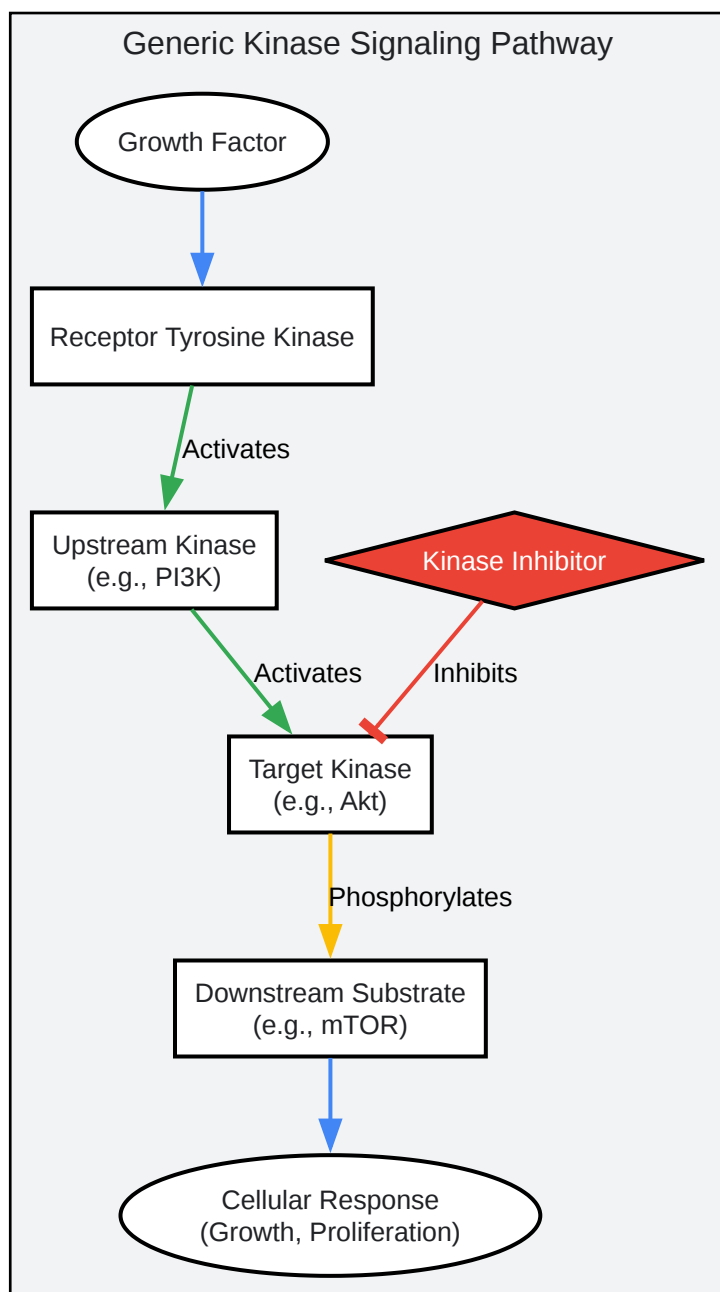 Generic Kinase Signaling Pathway
Growth Factor
Receptor Tyrosine Kinase
Activates
Upstream Kinase
(e.g., PI3K)
Kinase Inhibitor
Activates
Inhibits
Target Kinase
(e.g., Akt)
Phosphorylates
Downstream Substrate
(e.g., mTOR)
Cellular Response
(Growth, Proliferation)